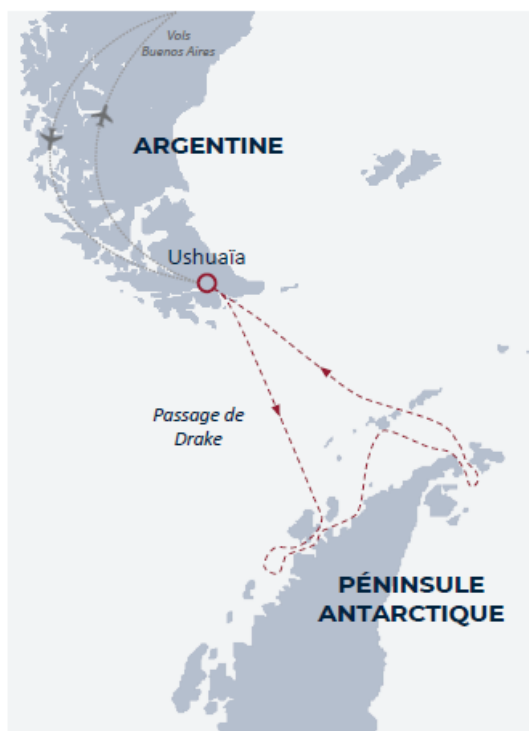 Vols
Buenos Aires
ARGENTINE
Ushuaïa
Passage de
Drake
PÉNINSULE
ANTARCTIQUE